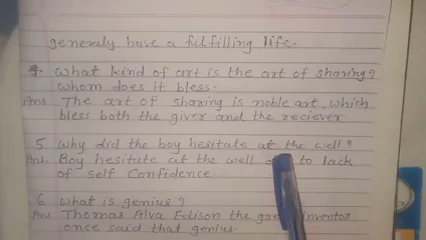 generely have a fulfilling life.
4. What kind of art is the art of sharing?
whom does it bless.
Ans The art of sharing is noble art, which
bless both the giver and the reciever.
5 why did the boy hesitate at the well?
Ans. Boy hesitate at the well to lack
of self Confidence.
6 what is genius?
Ans Thomas Alva Edison the inventor
once said that genius